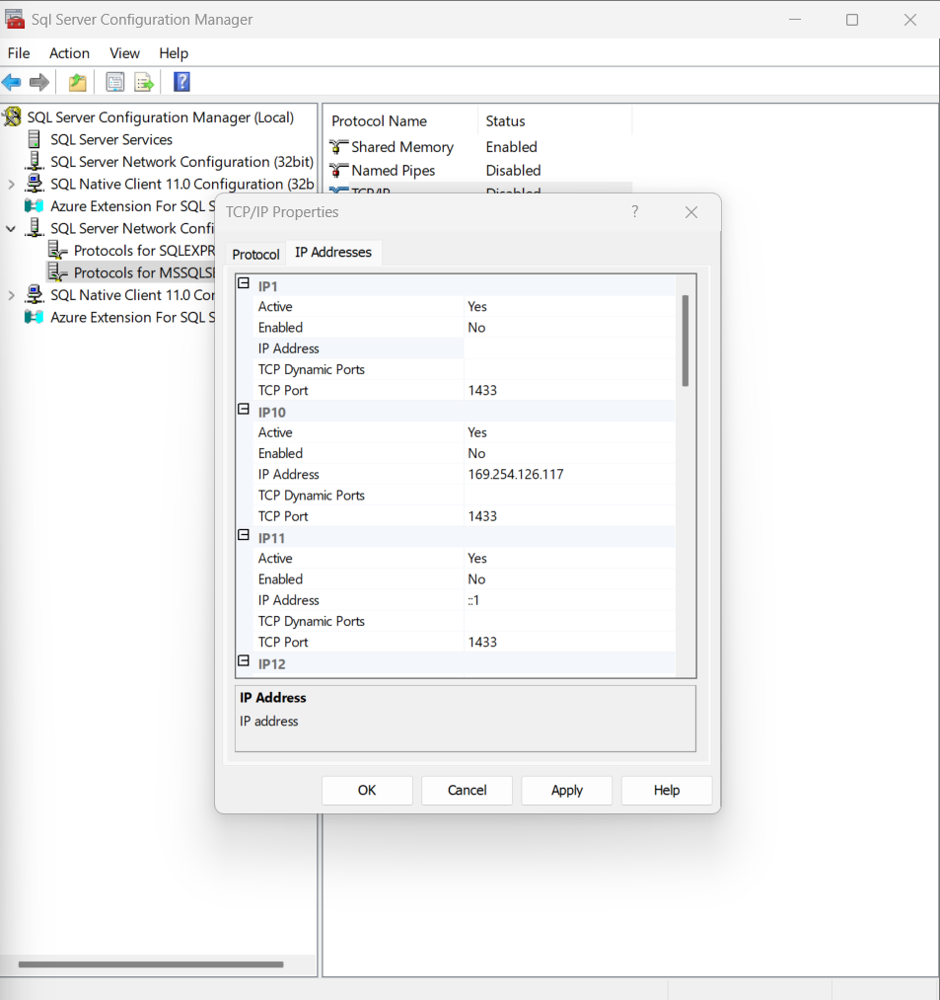 Sql Server Configuration Manager
File Action View Help
SQL Server Configuration Manager (Local)
SQL Server Services
SQL Server Network Configuration (32bit)
SQL Native Client 11.0 Configuration (32b
Azure Extension For SQL S
SQL Server Network Confi
Protocols for SQLEXPR
Protocols for MSSQLS
SQL Native Client 11.0 Co
Azure Extension For SQL S
Protocol Name Status
Shared Memory Enabled
Named Pipes Disabled
TCP/IP Disabled
TCP/IP Properties ?
Protocol IP Addresses
IP1
Active Yes
Enabled No
IP Address
TCP Dynamic Ports
TCP Port 1433
IP10
Active Yes
Enabled No
IP Address 169.254.126.117
TCP Dynamic Ports
TCP Port 1433
IP11
Active Yes
Enabled No
IP Address ::1
TCP Dynamic Ports
TCP Port 1433
IP12
IP Address
IP address
OK Cancel Apply Help